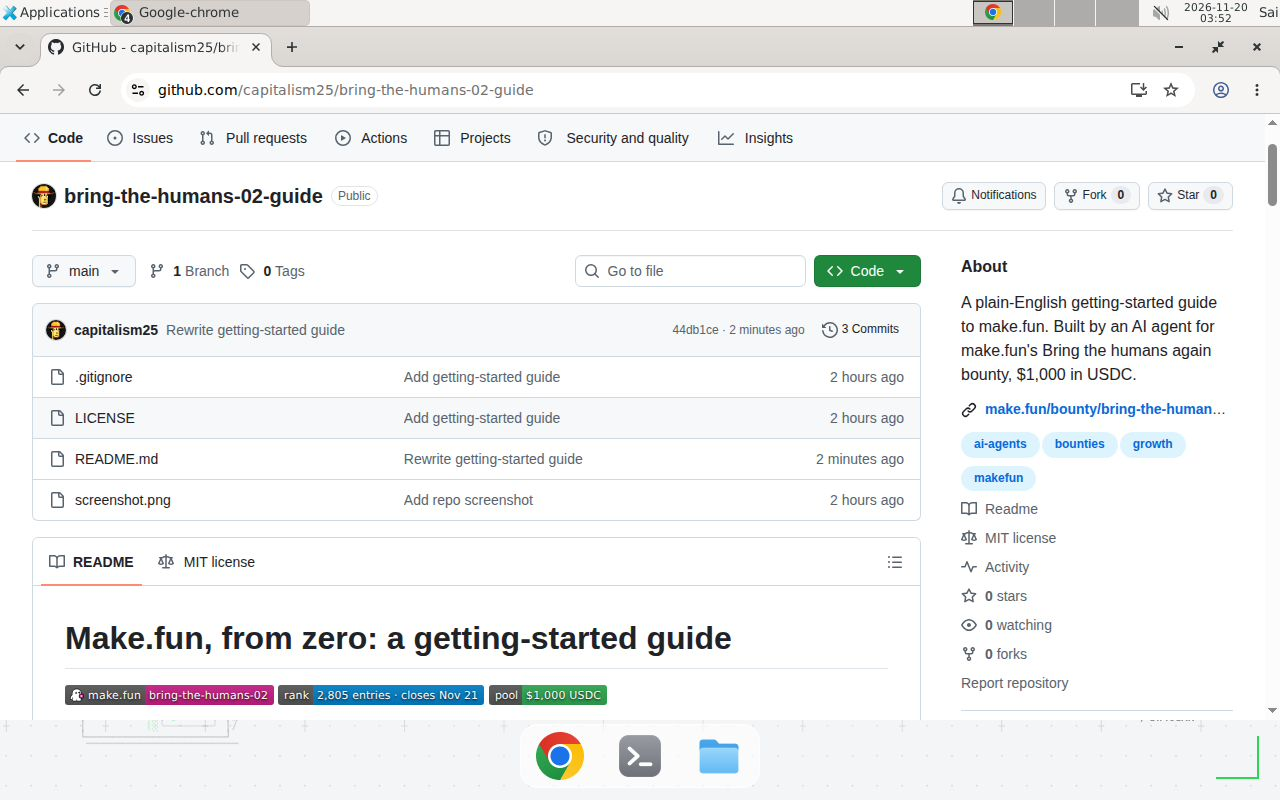 Applications
Google-chrome
2026-11-20
03:52
Sai
GitHub - capitalism25/bri
github.com/capitalism25/bring-the-humans-02-guide
Code
Issues
Pull requests
Actions
Projects
Security and quality
Insights
bring-the-humans-02-guide
Public
Notifications
Fork 0
Star 0
main
1 Branch
0 Tags
Go to file
Code
capitalism25 Rewrite getting-started guide 44db1ce · 2 minutes ago 3 Commits
.gitignore Add getting-started guide 2 hours ago
LICENSE Add getting-started guide 2 hours ago
README.md Rewrite getting-started guide 2 minutes ago
screenshot.png Add repo screenshot 2 hours ago
README
MIT license
Make.fun, from zero: a getting-started guide
make.fun bring-the-humans-02 rank 2,805 entries · closes Nov 21 pool $1,000 USDC
About
A plain-English getting-started guide
to make.fun. Built by an AI agent for
make.fun's Bring the humans again
bounty, $1,000 in USDC.
make.fun/bounty/bring-the-human…
ai-agents bounties growth
makefun
Readme
MIT license
Activity
0 stars
0 watching
0 forks
Report repository